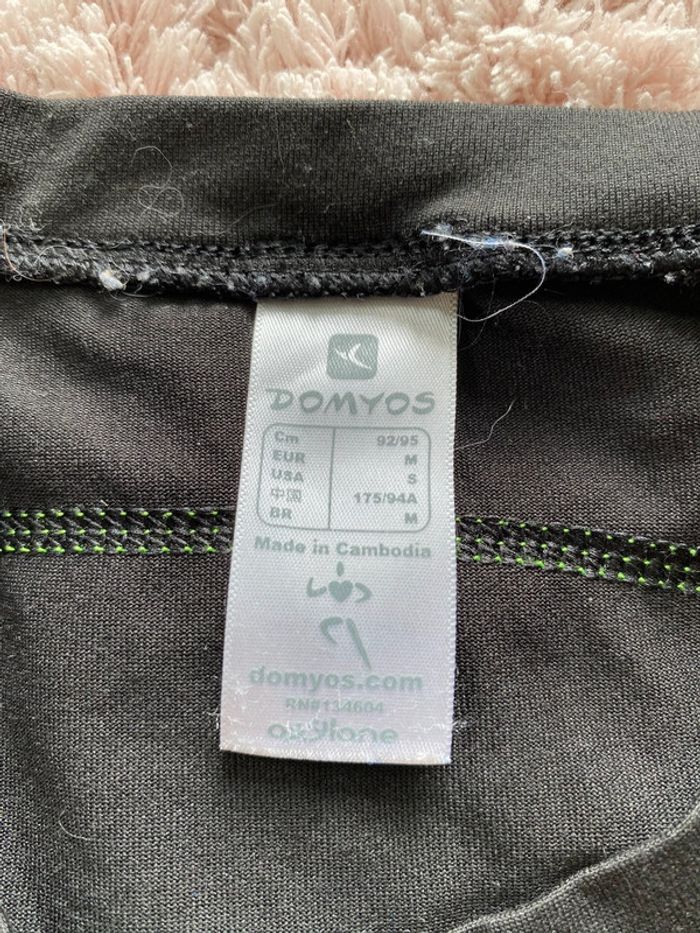 DOMYOS
Cm 92/95
EUR M
USA S
中国 175/94A
BR M
Made in Cambodia
domyos.com
RN#134604
oxylane